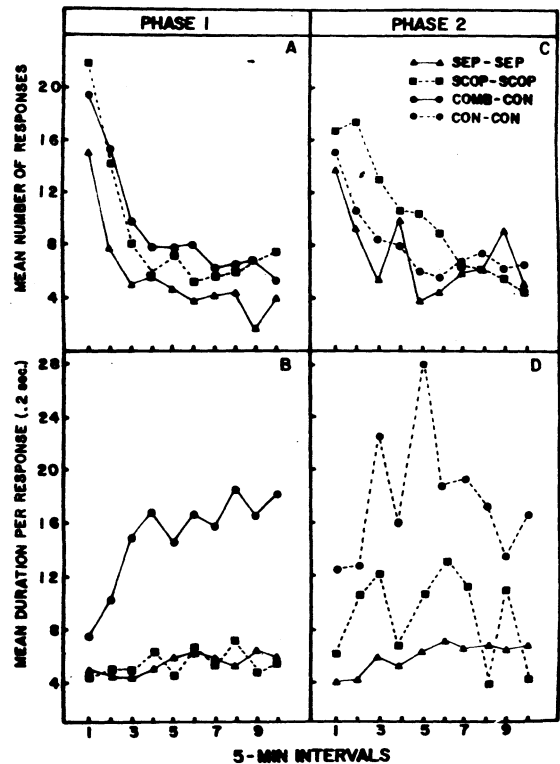 PHASE 1
PHASE 2
A
C
SEP-SEP
SCOP-SCOP
COMB-CON
CON-CON
MEAN NUMBER OF RESPONSES
20
16
12
8
4
B
D
MEAN DURATION PER RESPONSE (.2 sec.)
28
24
20
16
12
8
4
1 3 5 7 9
1 3 5 7 9
5-MIN INTERVALS